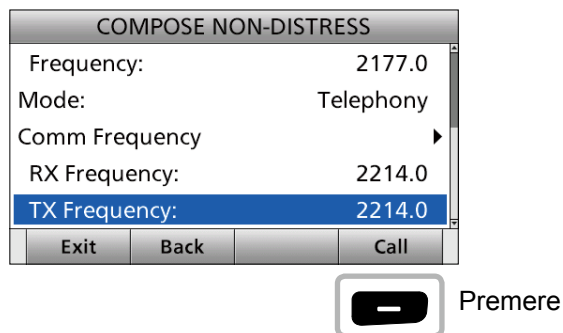 COMPOSE NON-DISTRESS
Frequency: 2177.0
Mode: Telephony
Comm Frequency
RX Frequency: 2214.0
TX Frequency: 2214.0
Exit Back Call
Premere